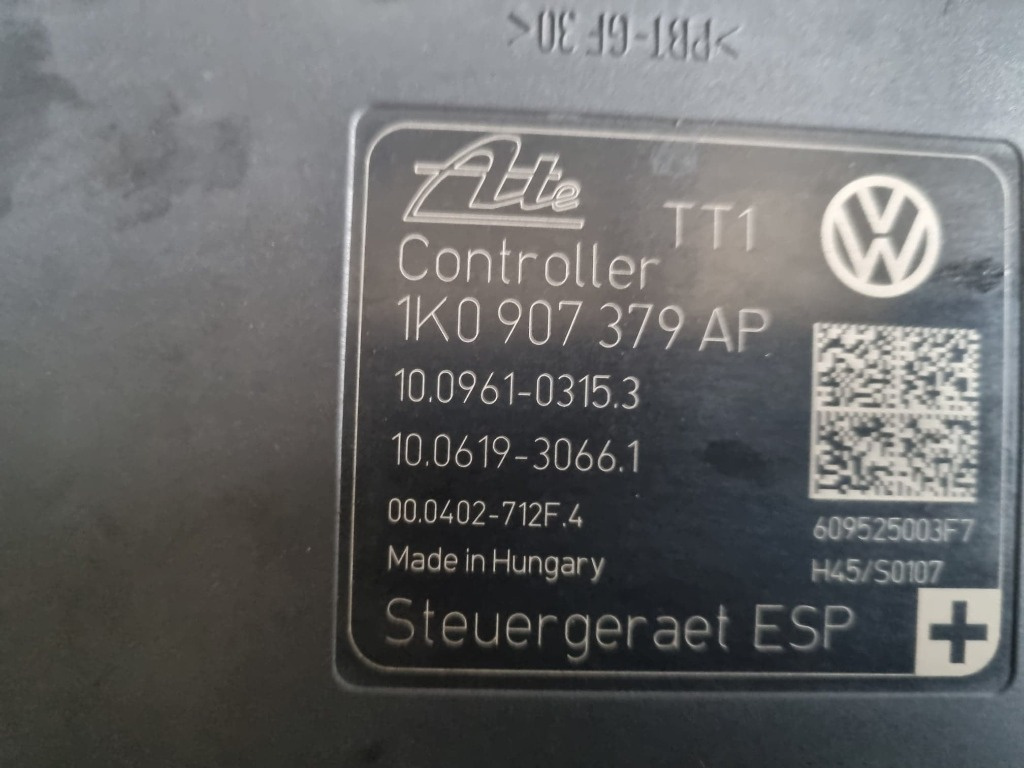 >PBT-GF 30<
Ate
TT1
Controller
1K0 907 379 AP
10.0961-0315.3
10.0619-3066.1
00.0402-712F.4
609525003F7
Made in Hungary
H45/S0107
Steuergeraet ESP